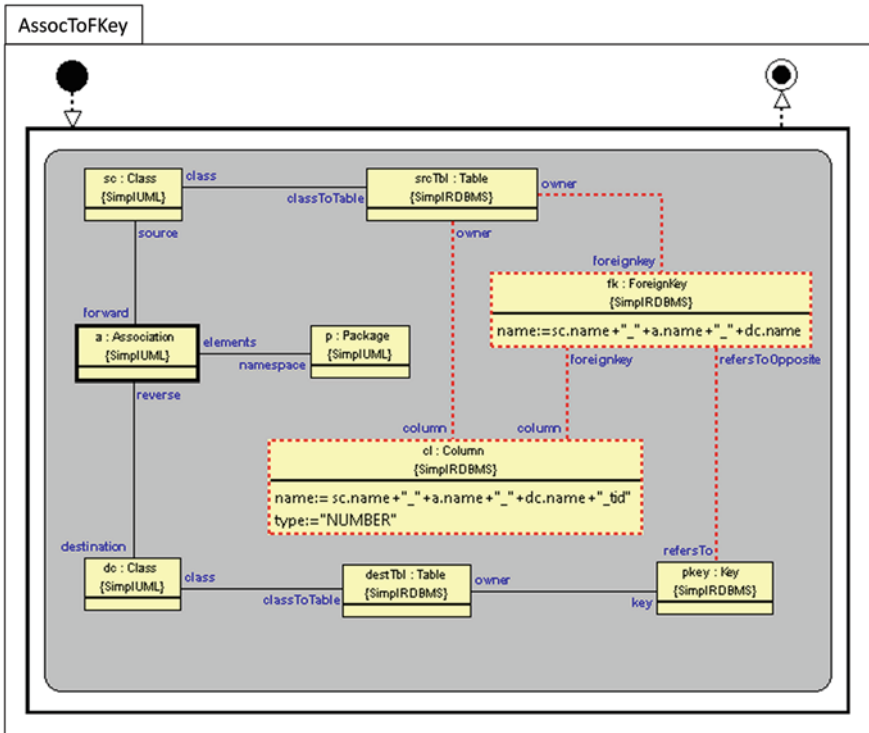 AssocToFKey
sc : Class
{SimplUML}
class
classToTable
srcTbl : Table
{SimplRDBMS}
owner
source
owner
foreignkey
fk : ForeignKey
{SimplRDBMS}
name:=sc.name+"_"+a.name+"_"+dc.name
forward
a : Association
{SimplUML}
elements
namespace
p : Package
{SimplUML}
reverse
foreignkey
refersToOpposite
column
column
cl : Column
{SimplRDBMS}
name:= sc.name+"_"+a.name+"_"+dc.name+"_tid"
type:="NUMBER"
destination
refersTo
dc : Class
{SimplUML}
class
classToTable
destTbl : Table
{SimplRDBMS}
owner
key
pkey : Key
{SimplRDBMS}